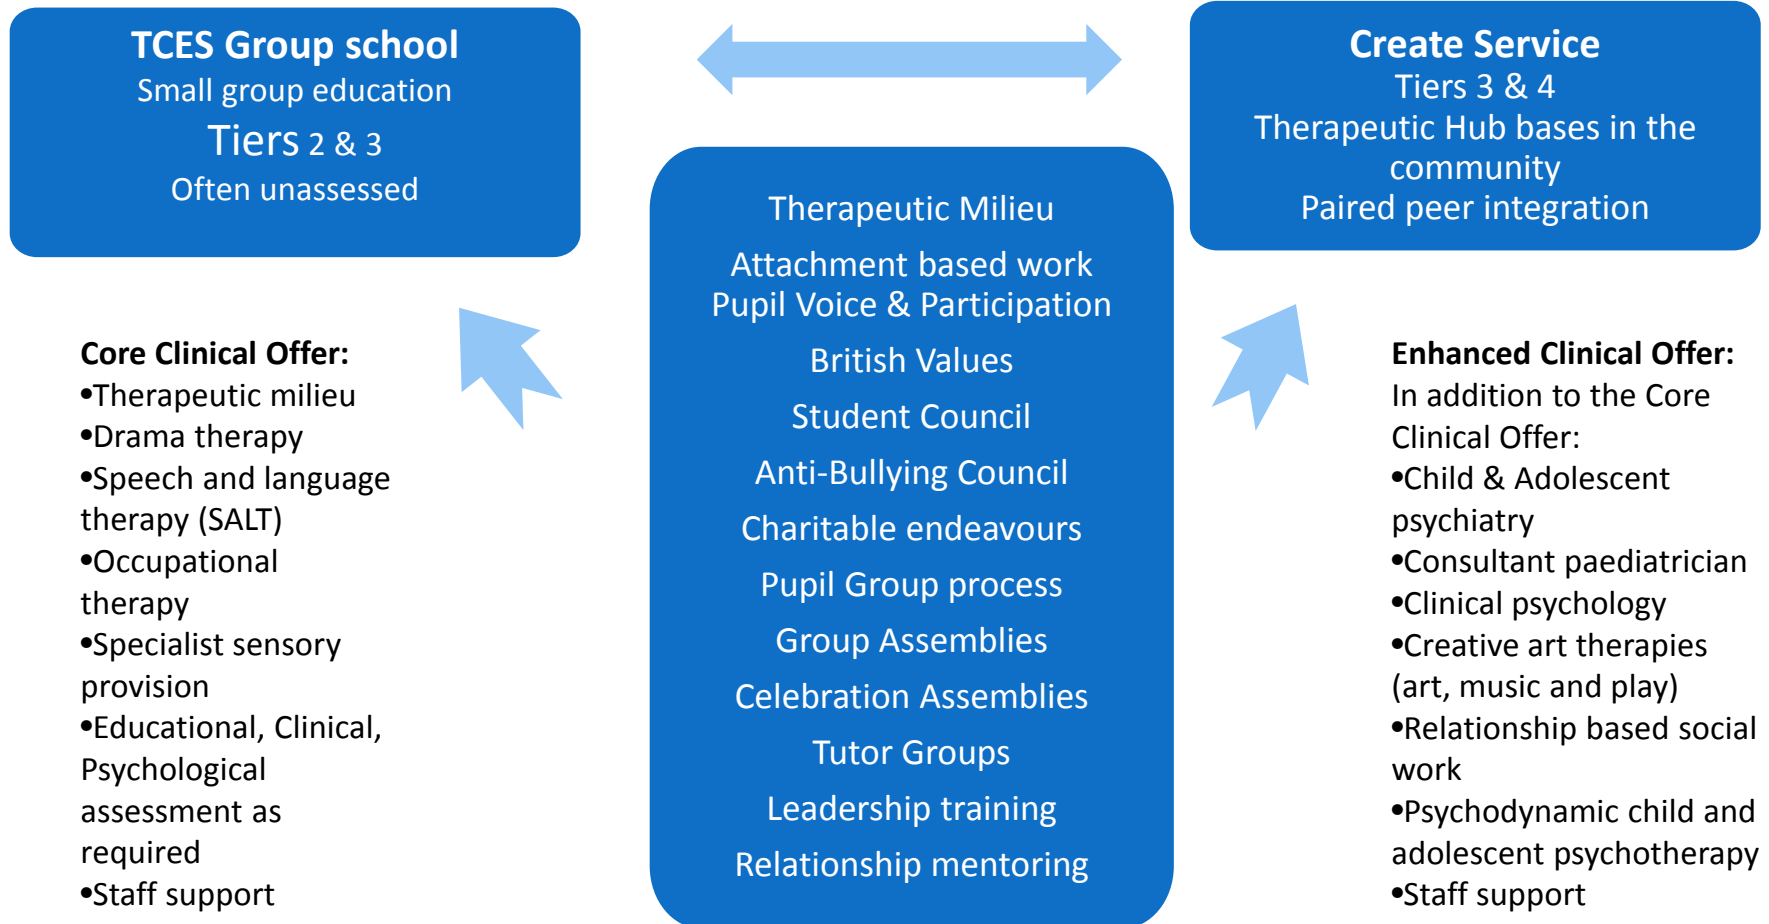 TCES Group school
Small group education
Tiers 2 & 3
Often unassessed
Create Service
Tiers 3 & 4
Therapeutic Hub bases in the
community
Paired peer integration
Therapeutic Milieu
Attachment based work
Pupil Voice & Participation
British Values
Student Council
Anti-Bullying Council
Charitable endeavours
Pupil Group process
Group Assemblies
Celebration Assemblies
Tutor Groups
Leadership training
Relationship mentoring
Core Clinical Offer:
•Therapeutic milieu
•Drama therapy
•Speech and language
therapy (SALT)
•Occupational
therapy
•Specialist sensory
provision
•Educational, Clinical,
Psychological
assessment as
required
•Staff support
Enhanced Clinical Offer:
In addition to the Core
Clinical Offer:
•Child & Adolescent
psychiatry
•Consultant paediatrician
•Clinical psychology
•Creative art therapies
(art, music and play)
•Relationship based social
work
•Psychodynamic child and
adolescent psychotherapy
•Staff support